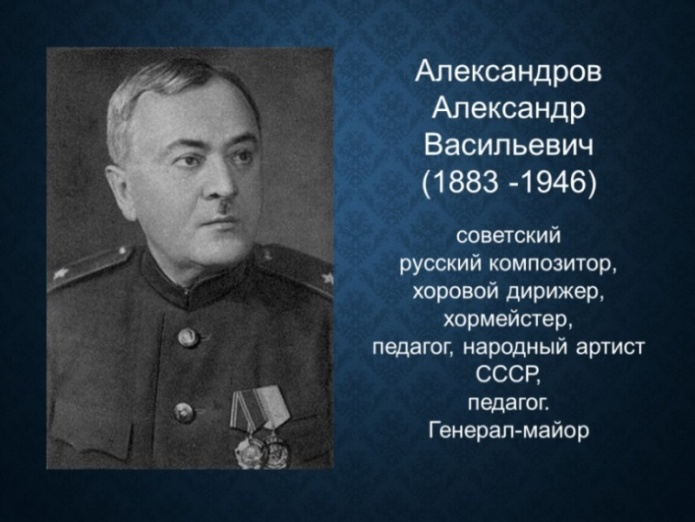 Александров
Александр
Васильевич
(1883 -1946)
советский
русский композитор,
хоровой дирижер,
хормейстер,
педагог, народный артист
СССР,
педагог.
Генерал-майор